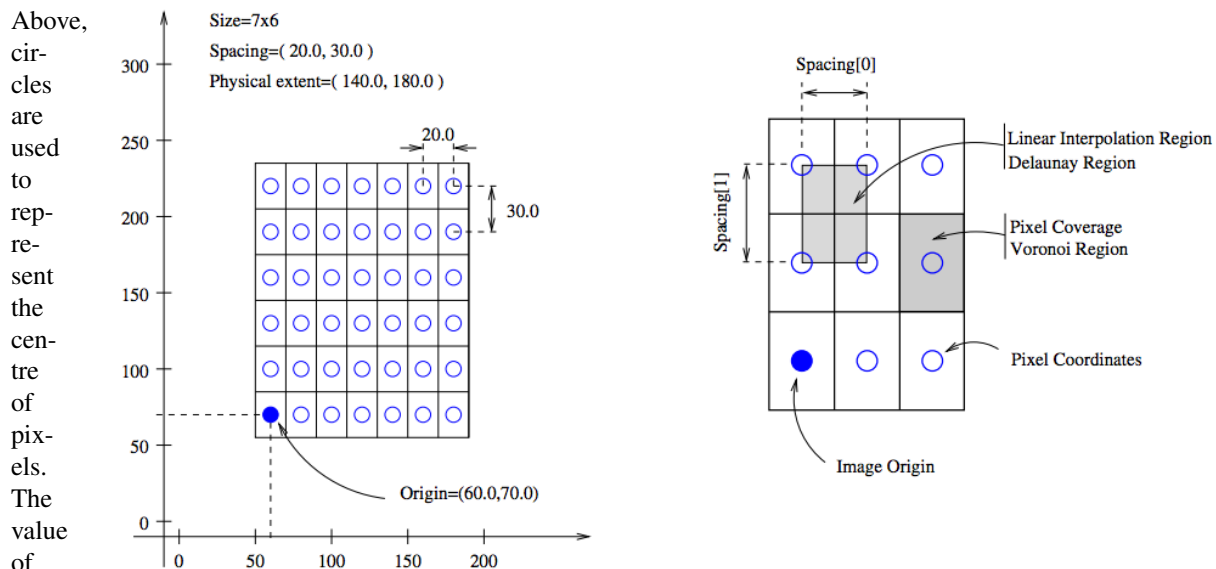 Above,
cir-
cles
are
used
to
rep-
re-
sent
the
cen-
tre
of
pix-
els.
The
value
of
Size=7x6
Spacing=( 20.0, 30.0 )
Physical extent=( 140.0, 180.0 )
300
250
200
150
100
50
0
0 50 100 150 200
20.0
30.0
Origin=(60.0,70.0)
Spacing[0]
Spacing[1]
Linear Interpolation Region
Delaunay Region
Pixel Coverage
Voronoi Region
Pixel Coordinates
Image Origin